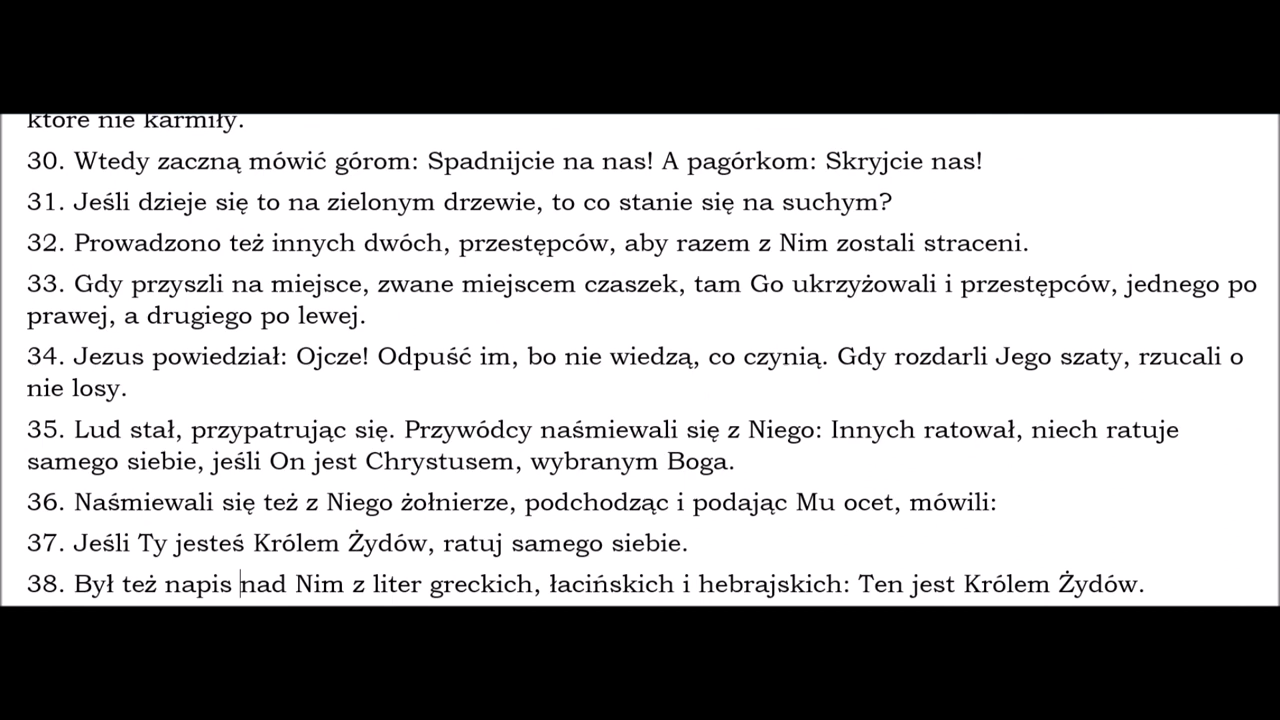 które nie karmiły.
30. Wtedy zaczną mówić górom: Spadnijcie na nas! A pagórkom: Skryjcie nas!
31. Jeśli dzieje się to na zielonym drzewie, to co stanie się na suchym?
32. Prowadzono też innych dwóch, przestępców, aby razem z Nim zostali straceni.
33. Gdy przyszli na miejsce, zwane miejscem czaszek, tam Go ukrzyżowali i przestępców, jednego po
prawej, a drugiego po lewej.
34. Jezus powiedział: Ojcze! Odpuść im, bo nie wiedzą, co czynią. Gdy rozdarli Jego szaty, rzucali o
nie losy.
35. Lud stał, przypatrując się. Przywódcy naśmiewali się z Niego: Innych ratował, niech ratuje
samego siebie, jeśli On jest Chrystusem, wybranym Boga.
36. Naśmiewali się też z Niego żołnierze, podchodząc i podając Mu ocet, mówili:
37. Jeśli Ty jesteś Królem Żydów, ratuj samego siebie.
38. Był też napis nad Nim z liter greckich, łacińskich i hebrajskich: Ten jest Królem Żydów.